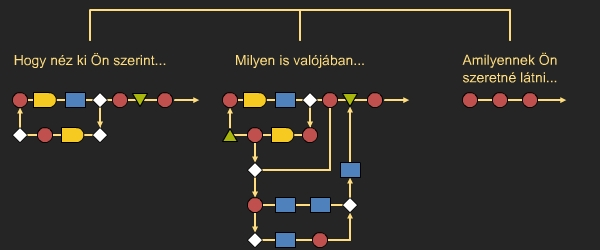 Hogy néz ki Ön szerint...
Milyen is valójában...
Amilyennek Ön
szeretné látni...